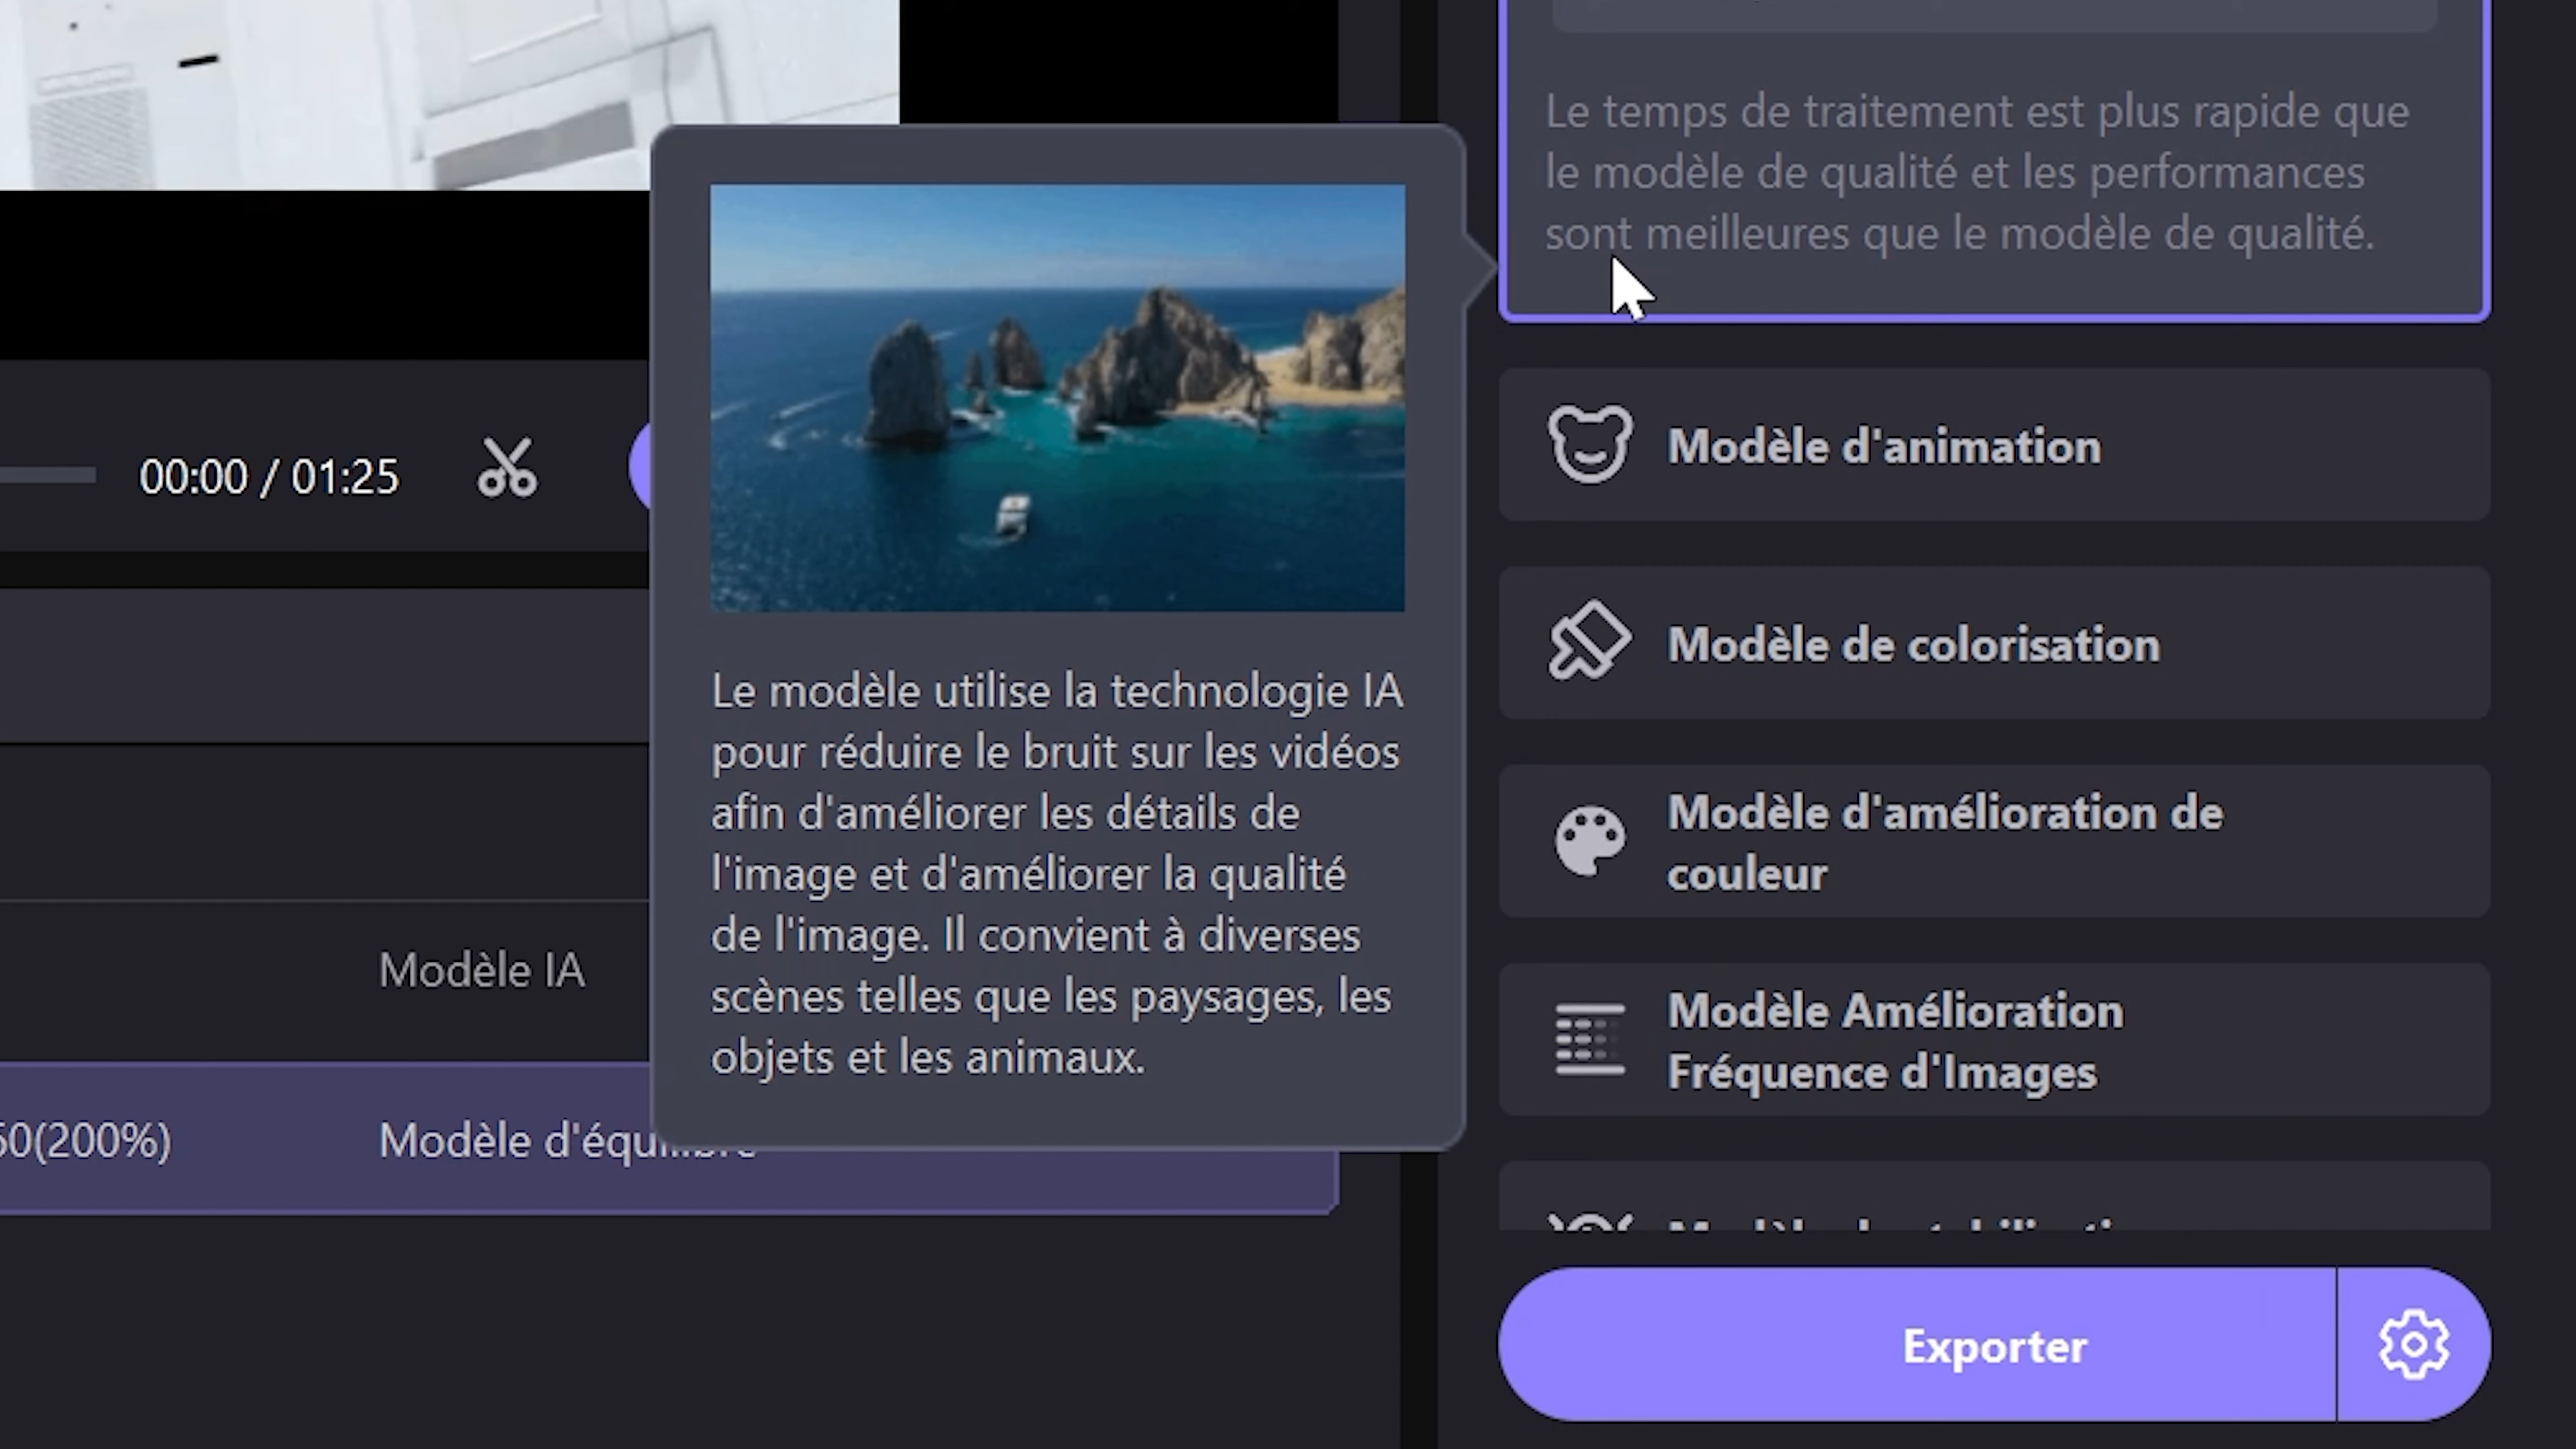 Le temps de traitement est plus rapide que
le modèle de qualité et les performances
sont meilleures que le modèle de qualité.
Modèle d'animation
Modèle de colorisation
Modèle d'amélioration de
couleur
Modèle Amélioration
Fréquence d'Images
Exporter
Le modèle utilise la technologie IA
pour réduire le bruit sur les vidéos
afin d'améliorer les détails de
l'image et d'améliorer la qualité
de l'image. Il convient à diverses
scènes telles que les paysages, les
objets et les animaux.
00:00 / 01:25
Modèle IA
(200%)
Modèle